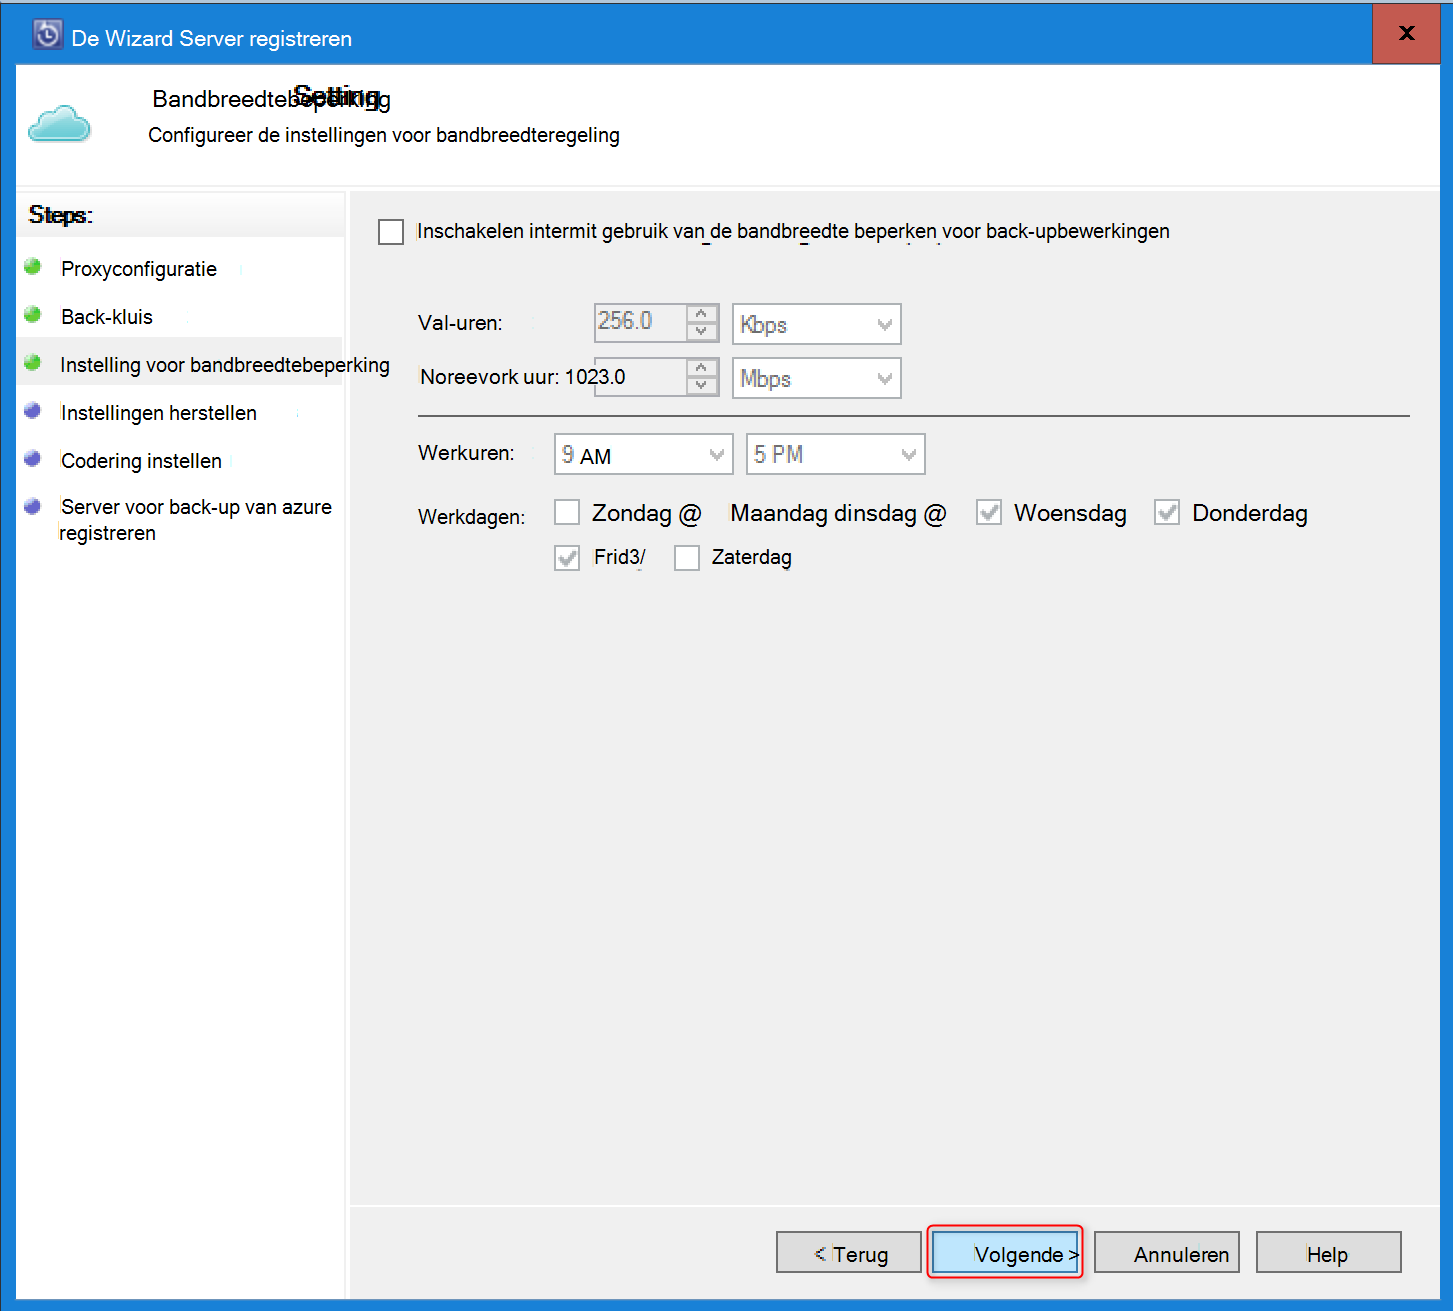 De Wizard Server registreren
x
Bandbreedtebeperking Setting
Configureer de instellingen voor bandbreedteregeling
Steps:
Proxyconfiguratie
Back-kluis
Instelling voor bandbreedtebeperking
Instellingen herstellen
Codering instellen
Server voor back-up van azure
registreren
Inschakelen intermit gebruik van de bandbreedte beperken voor back-upbewerkingen
Val-uren: 256.0 Kbps
Noreevork uur: 1023.0 Mbps
Werkuren: 9 AM 5 PM
Werkdagen: Zondag @ Maandag dinsdag @ Woensdag Donderdag
Frid3/ Zaterdag
< Terug Volgende > Annuleren Help